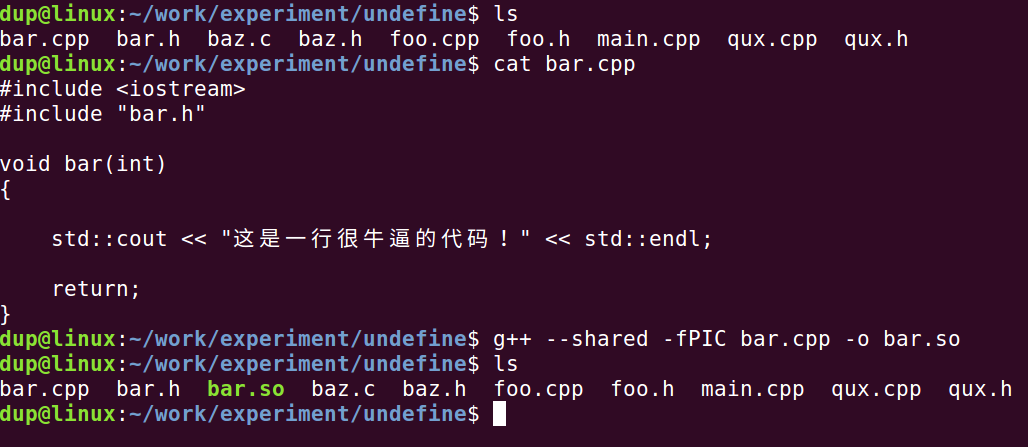 dup@linux:~/work/experiment/undefine$ ls
bar.cpp  bar.h  baz.c  baz.h  foo.cpp  foo.h  main.cpp  qux.cpp  qux.h
dup@linux:~/work/experiment/undefine$ cat bar.cpp
#include <iostream>
#include "bar.h"

void bar(int)
{

    std::cout << "这是一行很牛逼的代码！" << std::endl;

    return;
}
dup@linux:~/work/experiment/undefine$ g++ --shared -fPIC bar.cpp -o bar.so
dup@linux:~/work/experiment/undefine$ ls
bar.cpp  bar.h  bar.so  baz.c  baz.h  foo.cpp  foo.h  main.cpp  qux.cpp  qux.h
dup@linux:~/work/experiment/undefine$